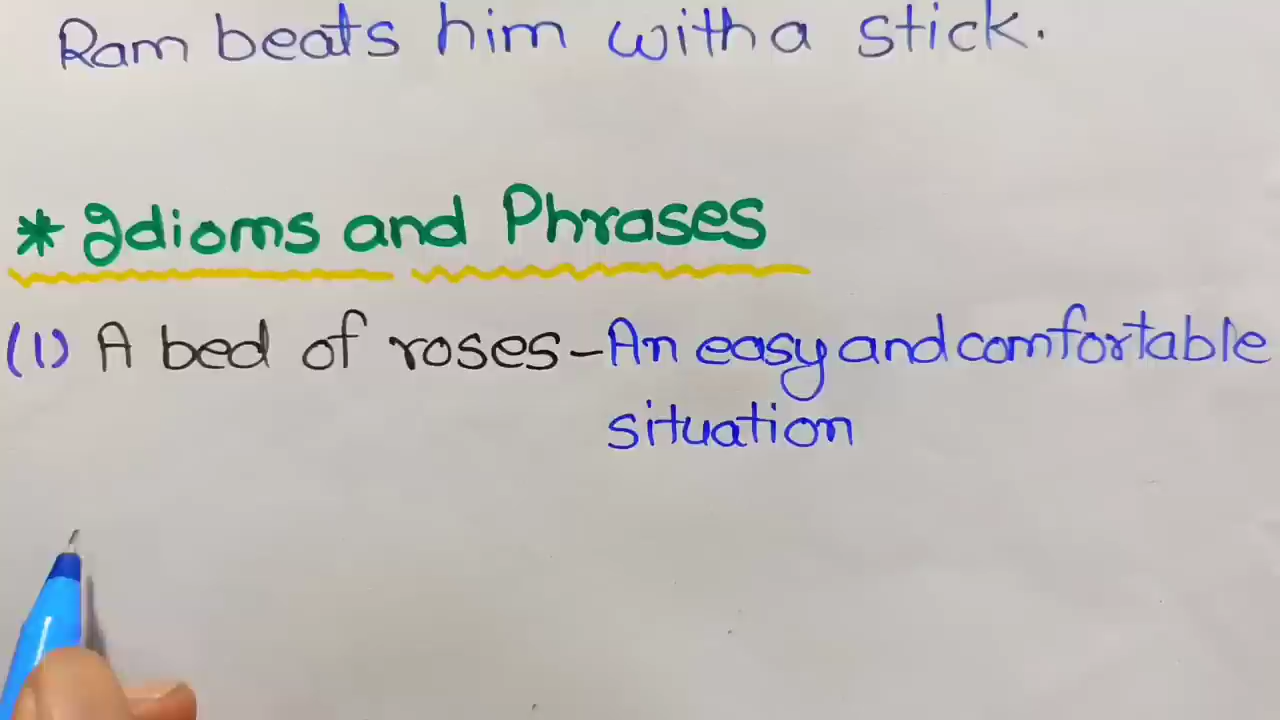 Ram beats him with a stick.
* Idioms and Phrases
(1) A bed of roses - An easy and comfortable
situation